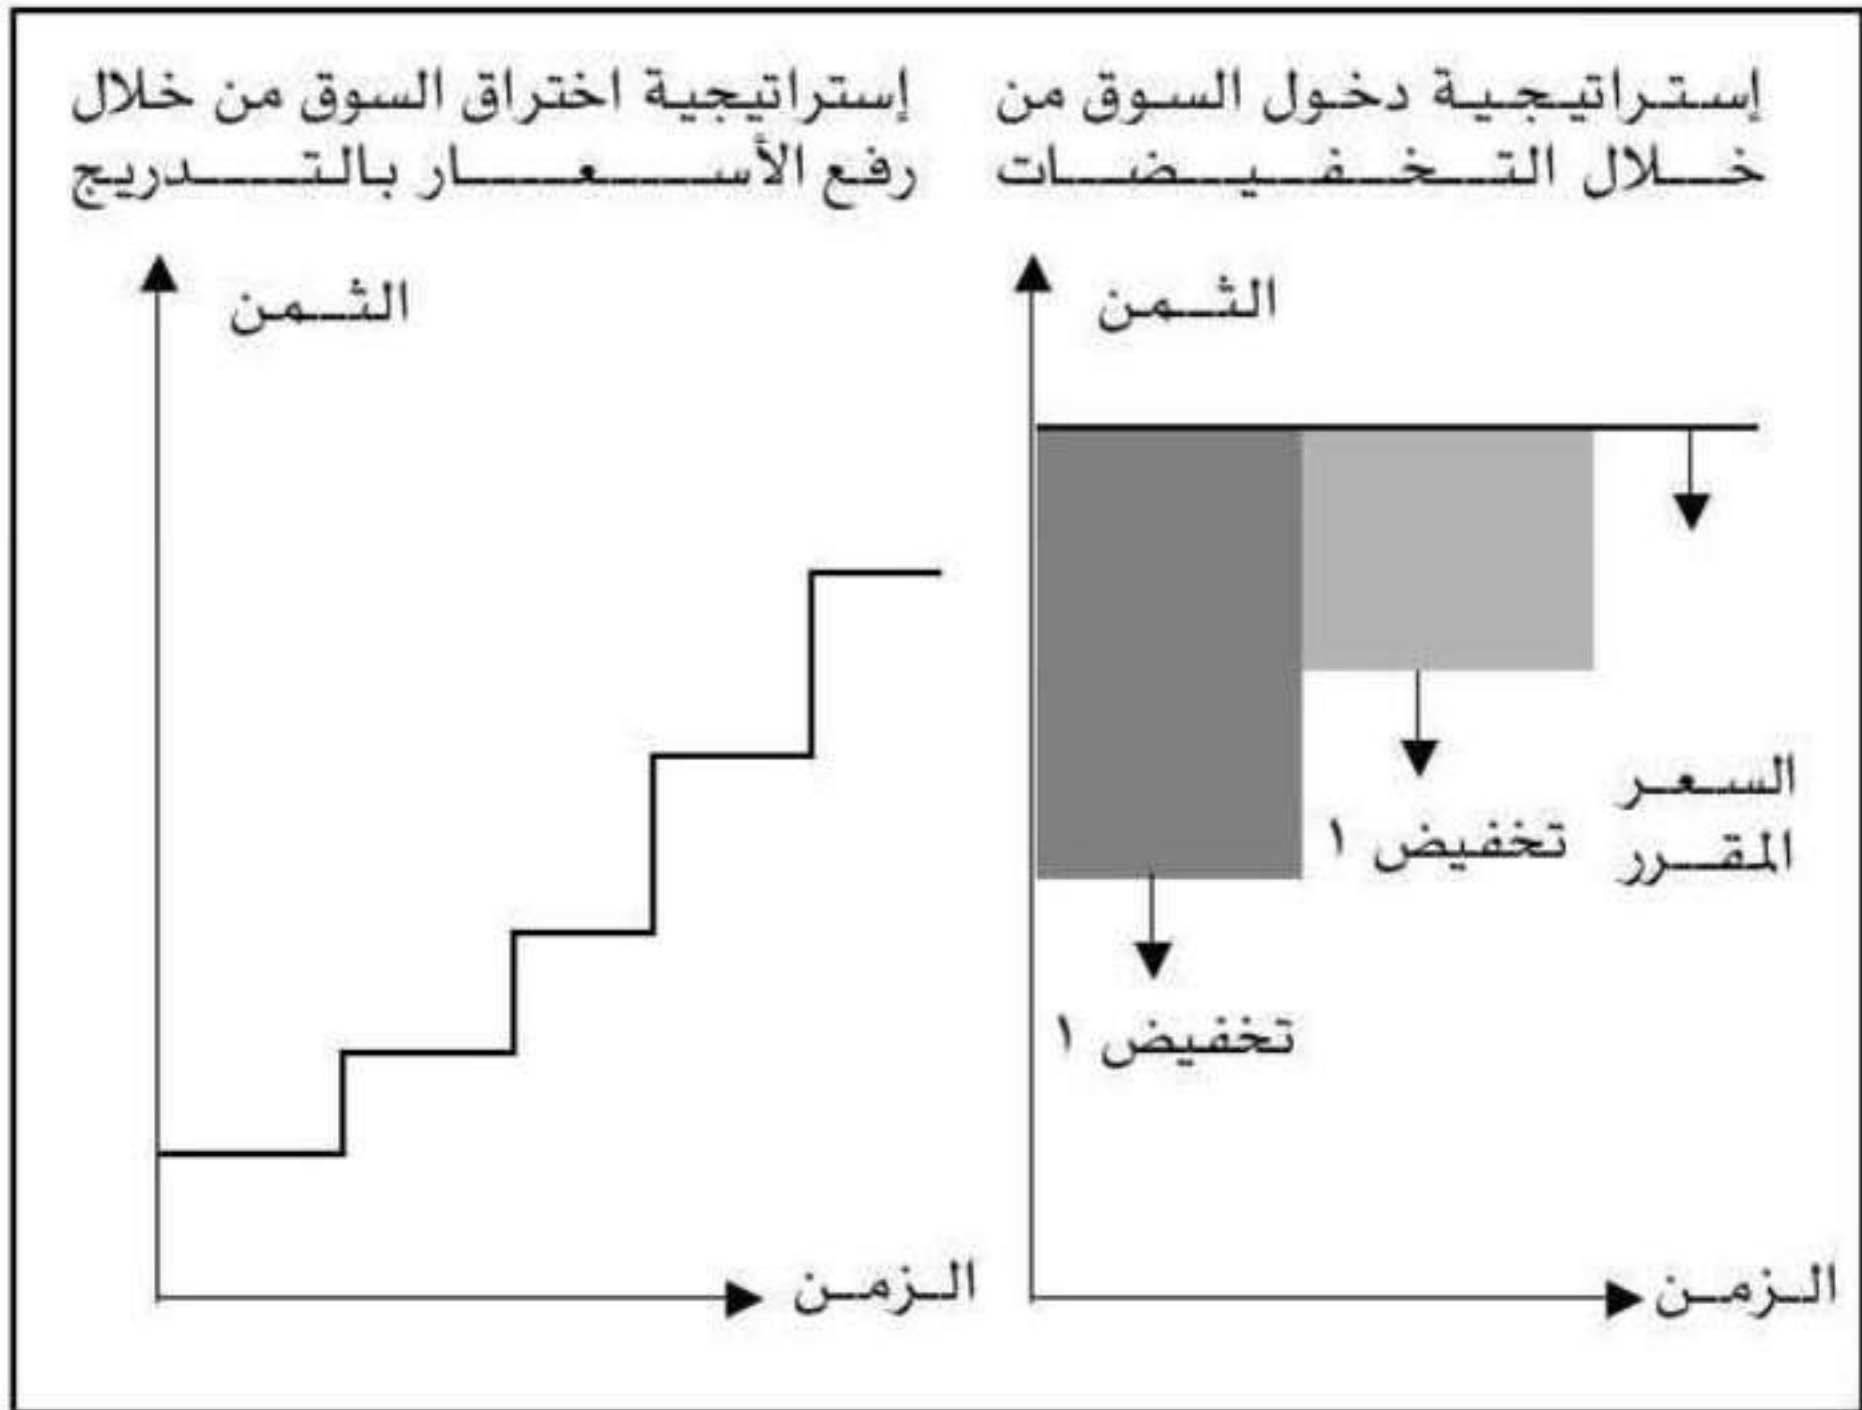 إستراتيجية دخول السوق من
خلال التخفيضات
الثمن
السعر
المقرر
تخفيض ١
تخفيض ١
الزمن
إستراتيجية اختراق السوق من خلال
رفع الأسعار بالتدريج
الثمن
الزمن